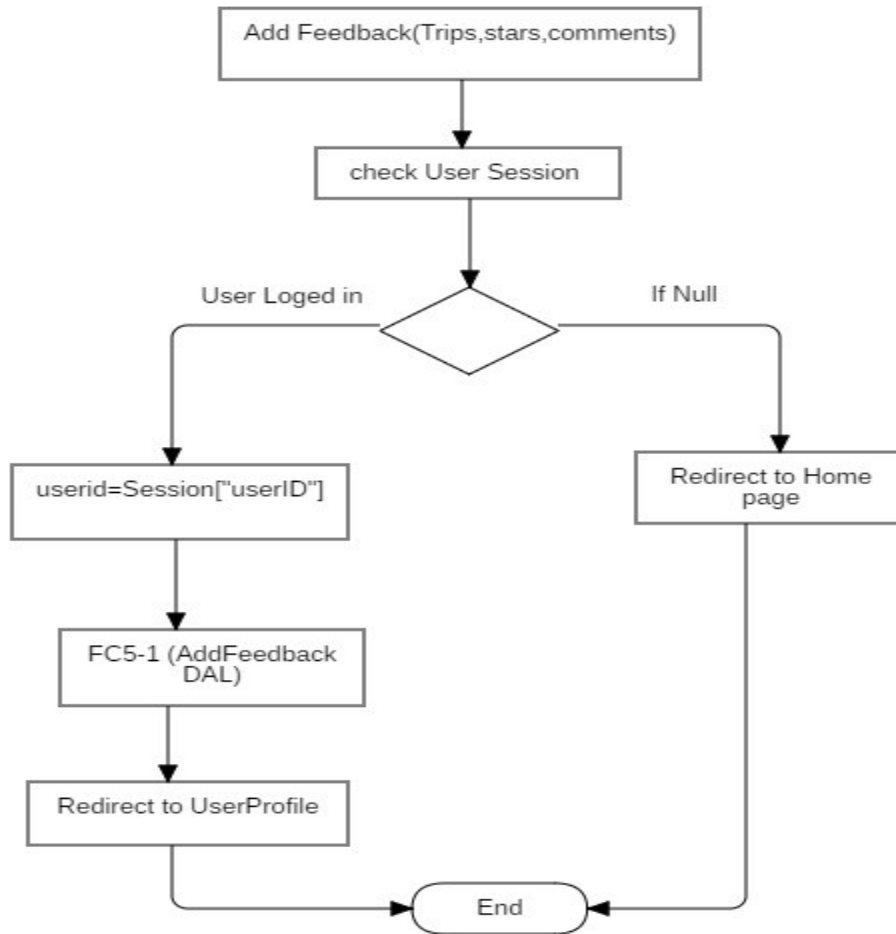 Add Feedback(Trips,stars,comments)
check User Session
User Loged in
If Null
userid=Session["userID"]
Redirect to Home
page
FC5-1 (AddFeedback
DAL)
Redirect to UserProfile
End